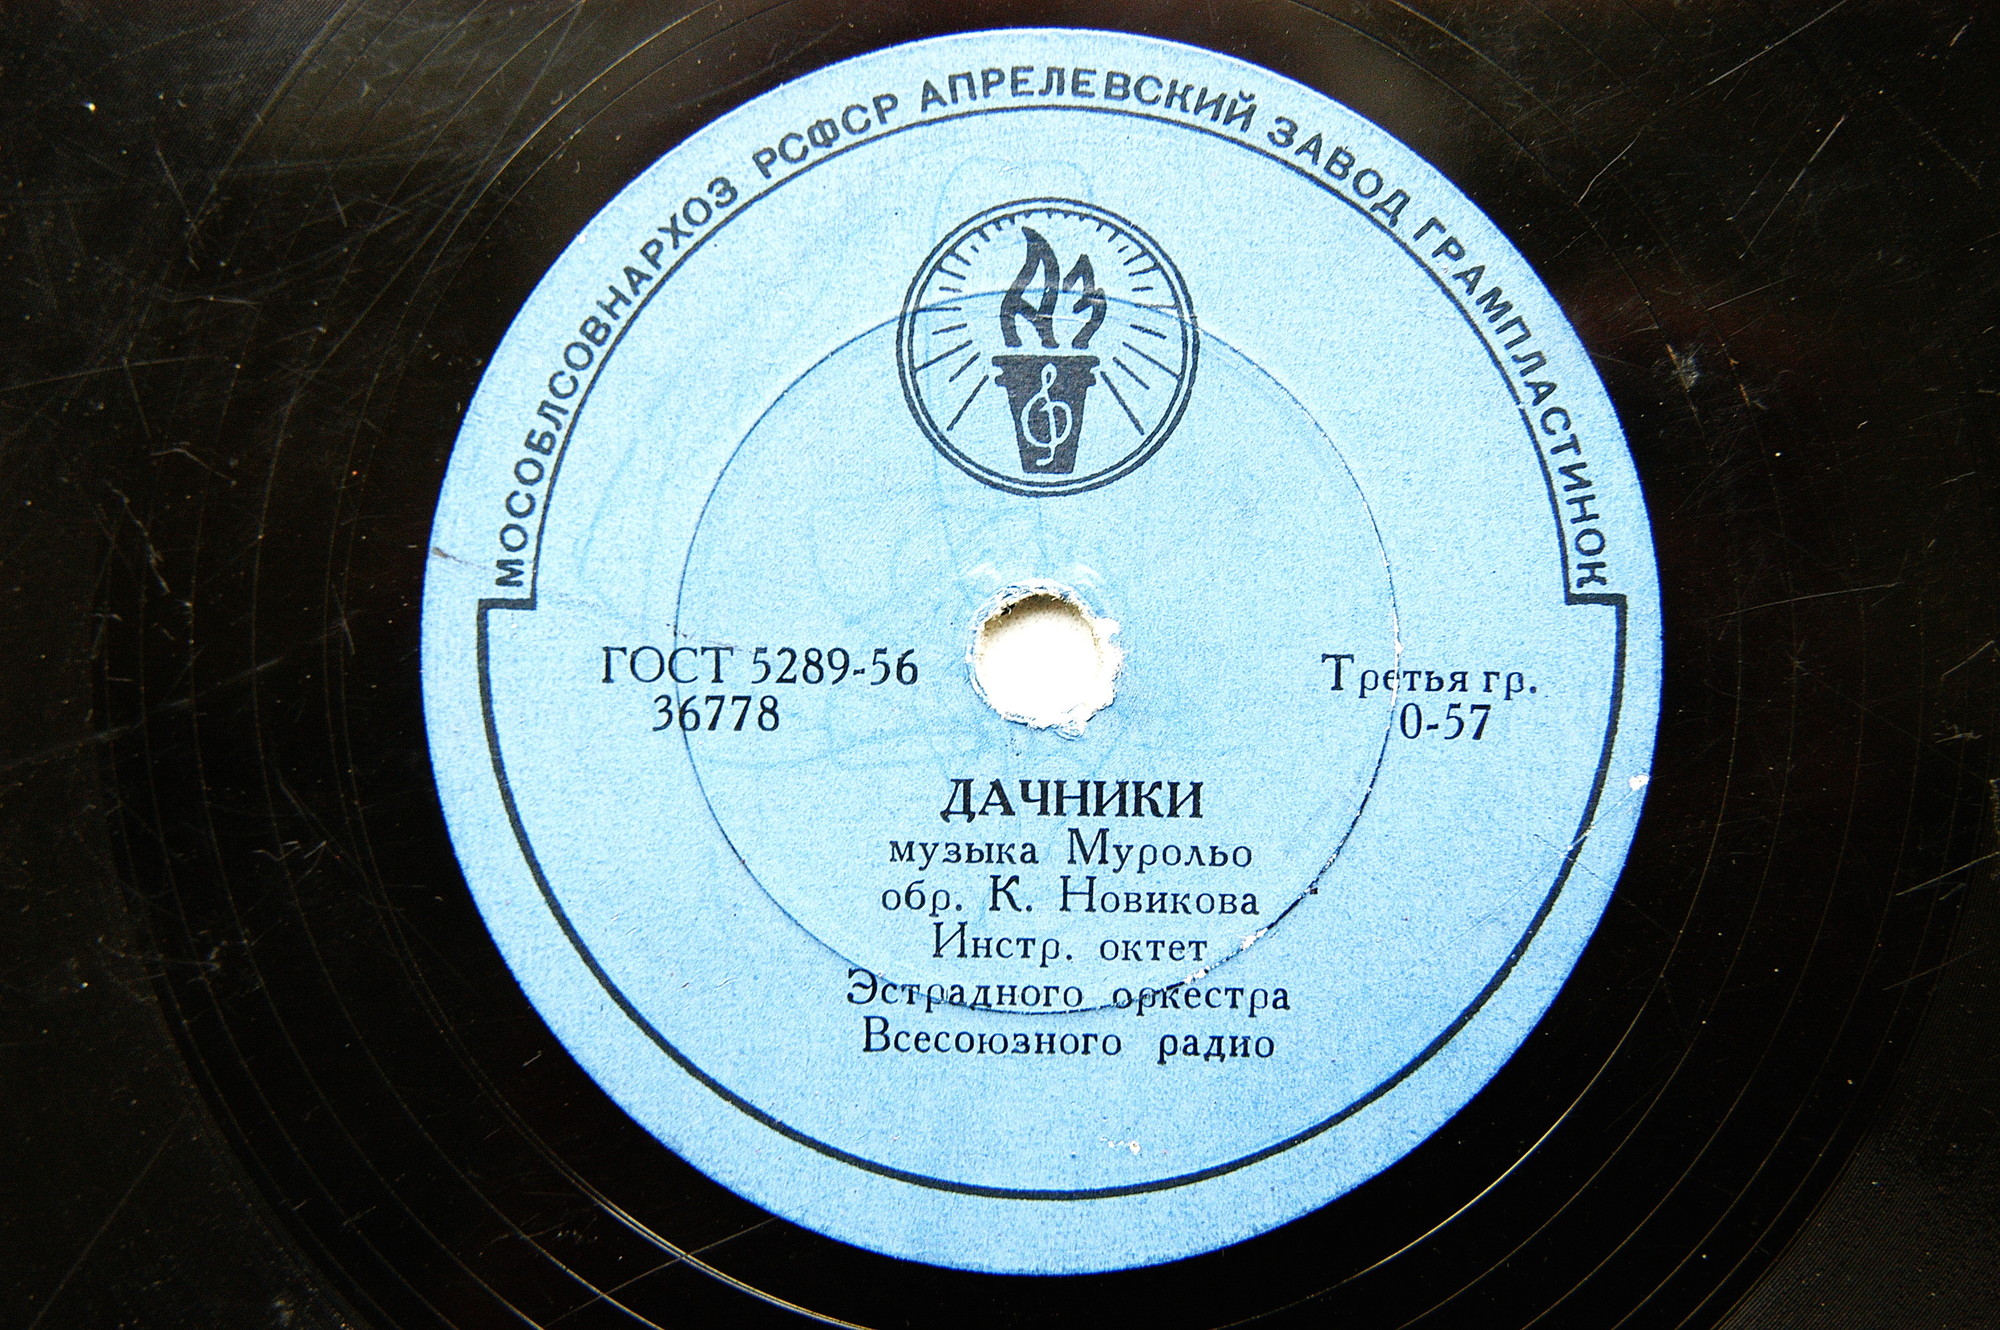 МОСОБЛСОВНАРХОЗ РСФСР АПРЕЛЕВСКИЙ ЗАВОД ГРАМПЛАСТИНОК
АЗ
ГОСТ 5289-56
36778
Третья гр.
0-57
ДАЧНИКИ
музыка Мурольо
обр. К. Новикова
Инстр. октет
Эстрадного оркестра
Всесоюзного радио